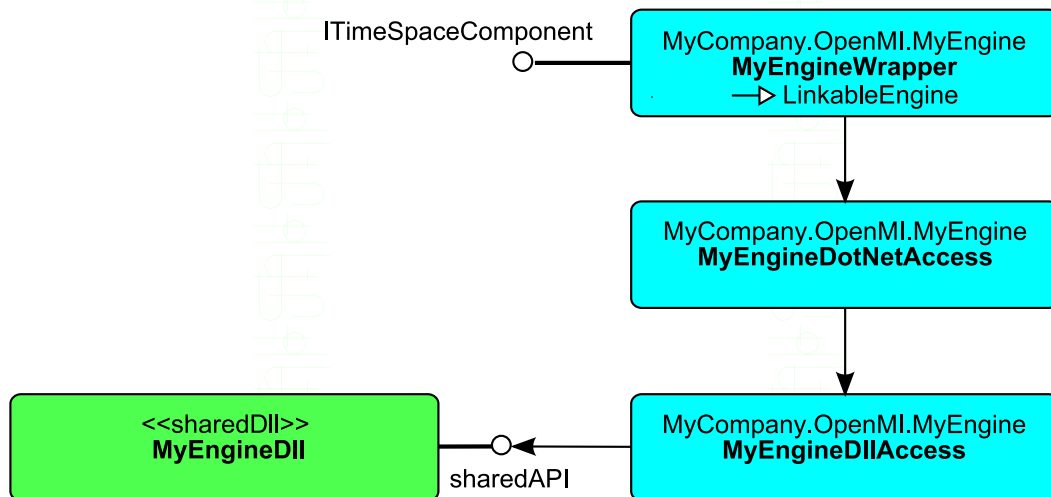 ITimeSpaceComponent
MyCompany.OpenMI.MyEngine
MyEngineWrapper
LinkableEngine
MyCompany.OpenMI.MyEngine
MyEngineDotNetAccess
<<sharedDll>>
MyEngineDll
sharedAPI
MyCompany.OpenMI.MyEngine
MyEngineDllAccess